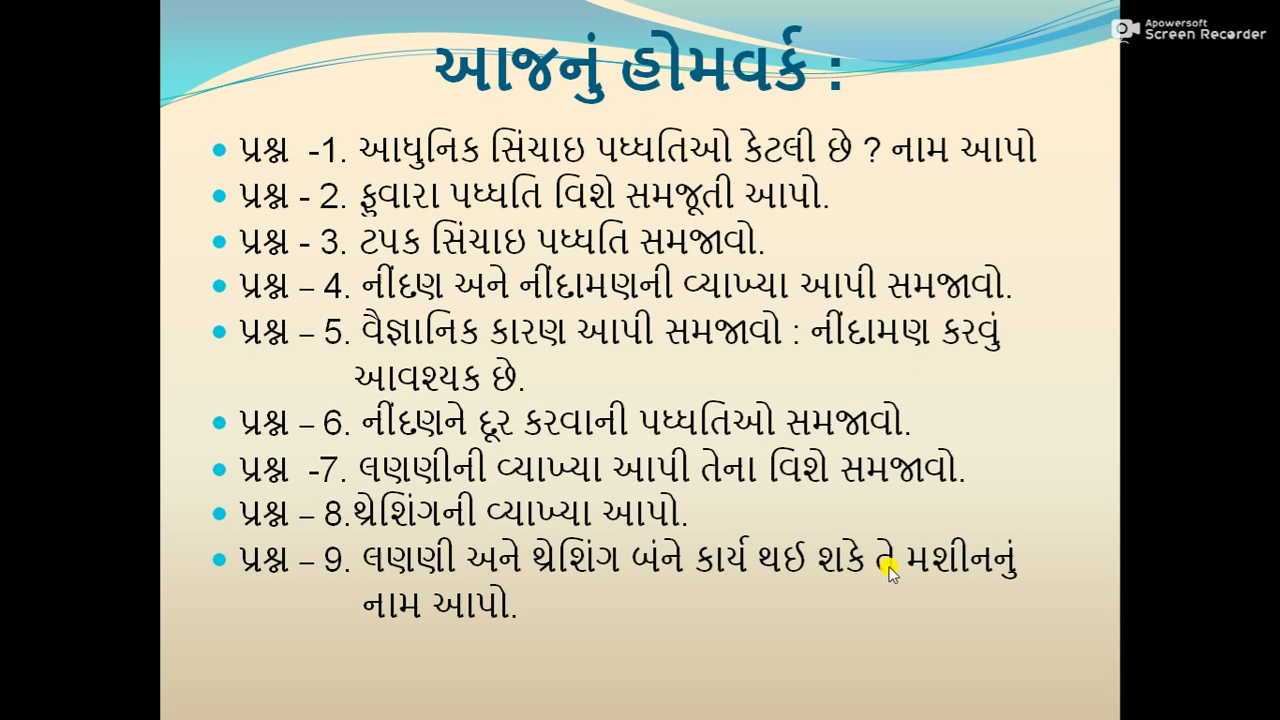 Apowersoft
Screen Recorder
આજનું હોમવર્ક :
પ્રશ્ન -1. આધુનિક સિંચાઇ પધ્ધતિઓ કેટલી છે ? નામ આપો
પ્રશ્ન - 2. ફુવારા પધ્ધતિ વિશે સમજૂતી આપો.
પ્રશ્ન - 3. ટપક સિંચાઇ પધ્ધતિ સમજાવો.
પ્રશ્ન – 4. નીંદણ અને નીંદામણની વ્યાખ્યા આપી સમજાવો.
પ્રશ્ન – 5. વૈજ્ઞાનિક કારણ આપી સમજાવો : નીંદામણ કરવું
આવશ્યક છે.
પ્રશ્ન – 6. નીંદણને દૂર કરવાની પધ્ધતિઓ સમજાવો.
પ્રશ્ન -7. લણણીની વ્યાખ્યા આપી તેના વિશે સમજાવો.
પ્રશ્ન – 8.થ્રેશિંગની વ્યાખ્યા આપો.
પ્રશ્ન – 9. લણણી અને થ્રેશિંગ બંને કાર્ય થઈ શકે તે મશીનનું
નામ આપો.